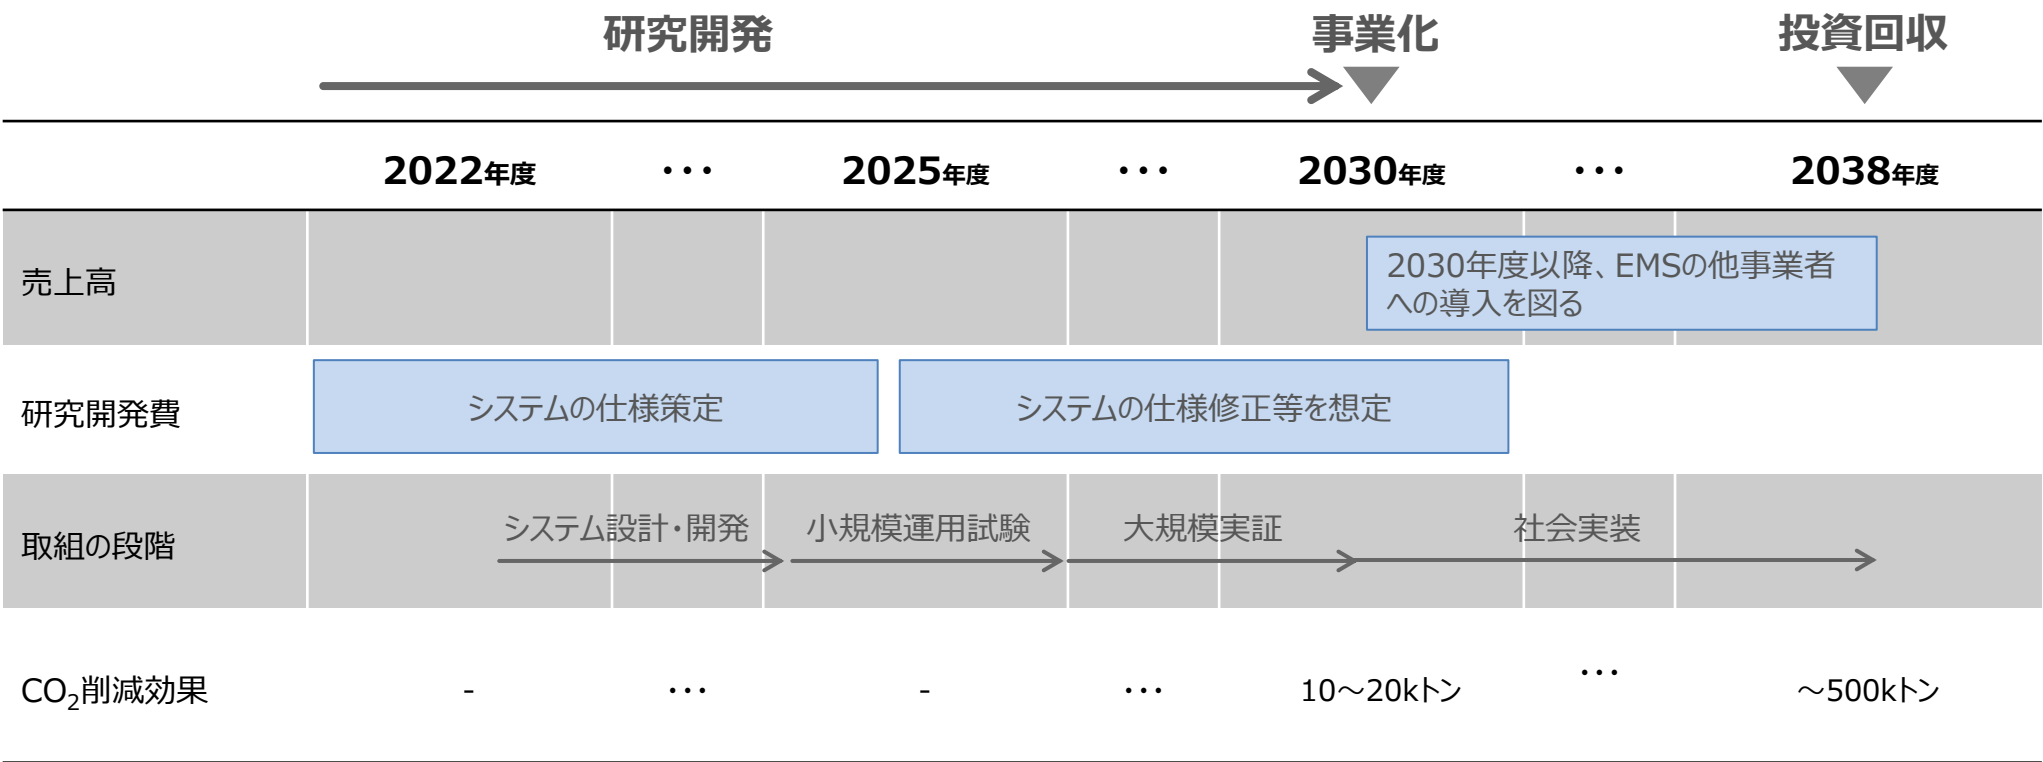 研究開発 事業化 投資回収
2022年度 ・・・ 2025年度 ・・・ 2030年度 ・・・ 2038年度
売上高
2030年度以降、EMSの他事業者
への導入を図る
研究開発費 システムの仕様策定 システムの仕様修正等を想定
取組の段階 システム設計・開発 小規模運用試験 大規模実証 社会実装
CO₂削減効果 - ・・・ - ・・・ 10～20kトン ・・・ ～500kトン